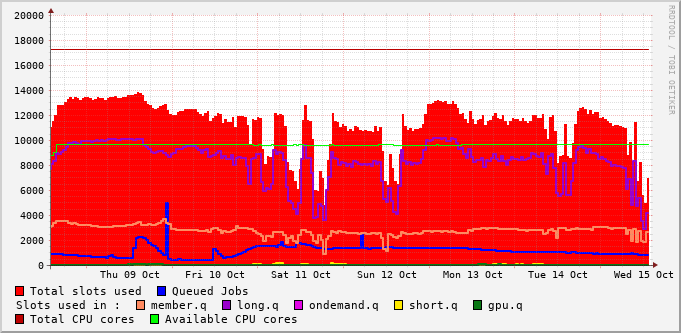 20000
18000
16000
14000
12000
10000
8000
6000
4000
2000
0
Thu 09 Oct Fri 10 Oct Sat 11 Oct Sun 12 Oct Mon 13 Oct Tue 14 Oct Wed 15 Oct
Total slots used Queued Jobs
Slots used in : member.q long.q ondemand.q short.q gpu.q
Total CPU cores Available CPU cores
RRDTOOL / TOBI OETIKER